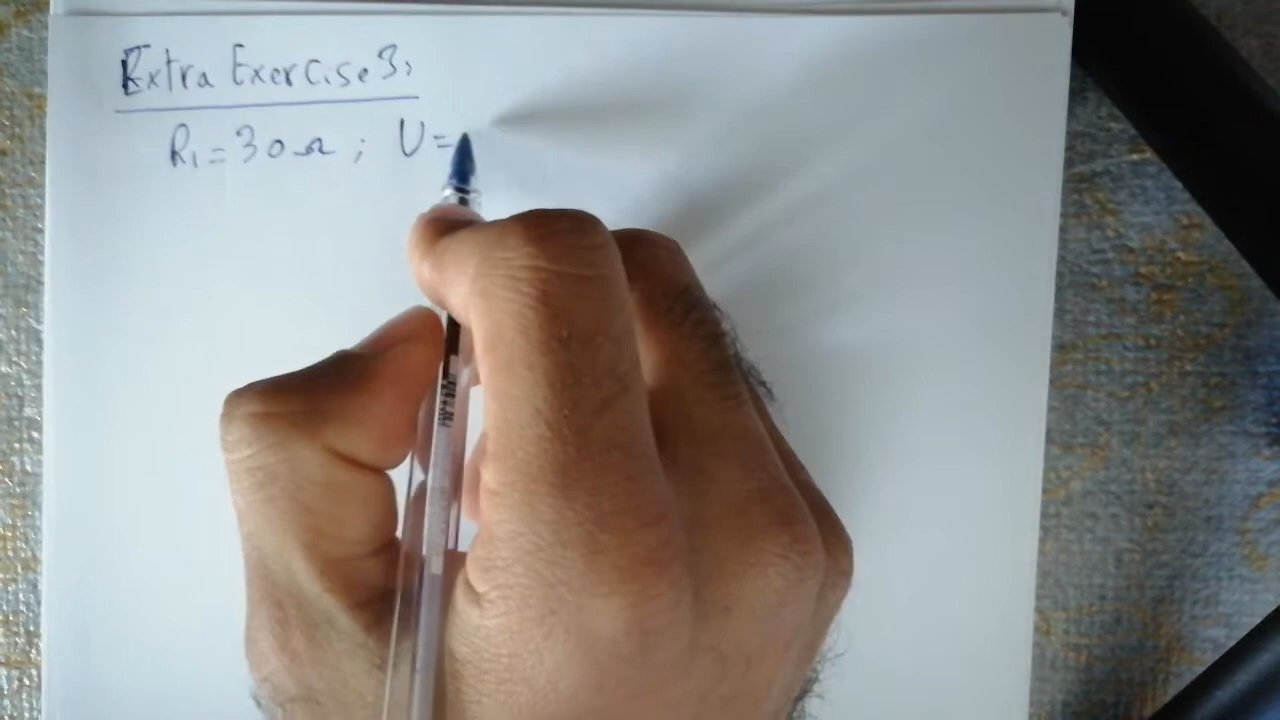 Extra Exercise 3:
R₁ = 30 Ω ; U =